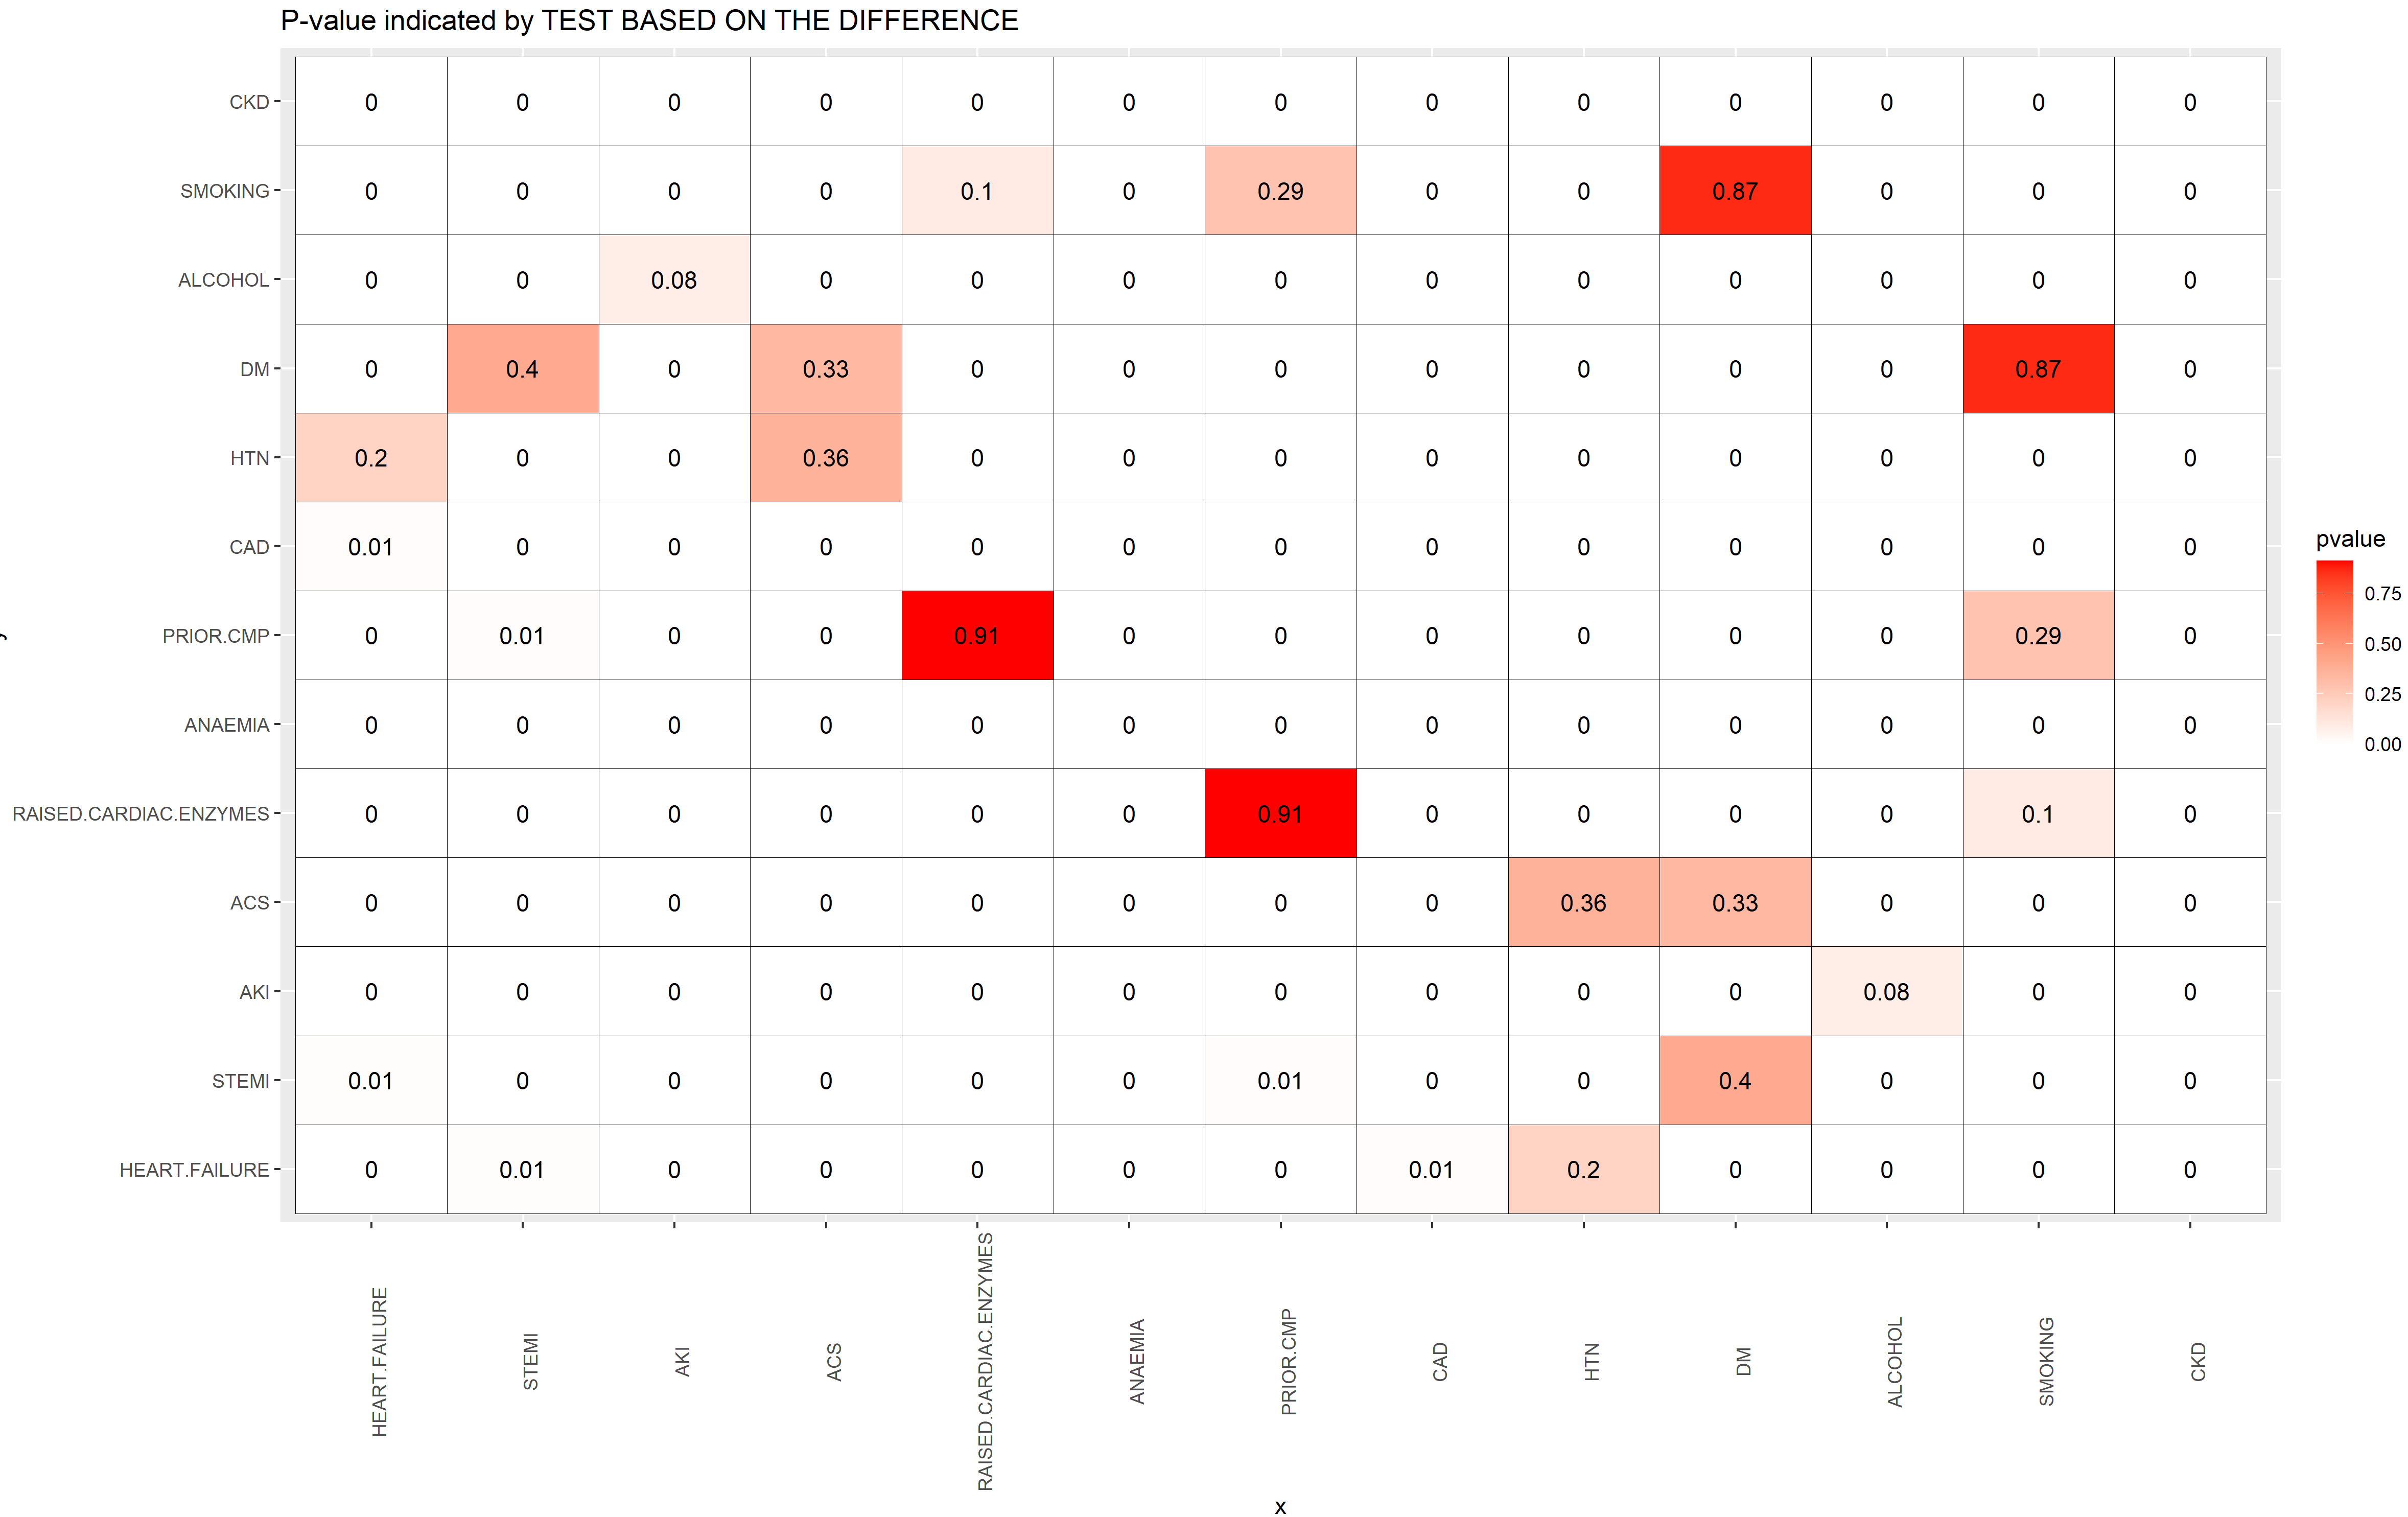 P-value indicated by TEST BASED ON THE DIFFERENCE
CKD 0 0 0 0 0 0 0 0 0 0 0 0 0
SMOKING 0 0 0 0 0.1 0 0.29 0 0 0.87 0 0 0
ALCOHOL 0 0 0.08 0 0 0 0 0 0 0 0 0 0
DM 0 0.4 0 0.33 0 0 0 0 0 0 0 0.87 0
HTN 0.2 0 0 0.36 0 0 0 0 0 0 0 0 0
CAD 0.01 0 0 0 0 0 0 0 0 0 0 0 0
PRIOR.CMP 0 0.01 0 0 0.91 0 0 0 0 0 0 0.29 0
ANAEMIA 0 0 0 0 0 0 0 0 0 0 0 0 0
RAISED.CARDIAC.ENZYMES 0 0 0 0 0 0 0.91 0 0 0 0 0.1 0
ACS 0 0 0 0 0 0 0 0 0.36 0.33 0 0 0
AKI 0 0 0 0 0 0 0 0 0 0 0.08 0 0
STEMI 0.01 0 0 0 0 0 0.01 0 0 0.4 0 0 0
HEART.FAILURE 0 0.01 0 0 0 0 0 0.01 0.2 0 0 0 0
HEART.FAILURE
STEMI
AKI
ACS
RAISED.CARDIAC.ENZYMES
ANAEMIA
PRIOR.CMP
CAD
HTN
DM
ALCOHOL
SMOKING
CKD
x
pvalue
0.75
0.50
0.25
0.00